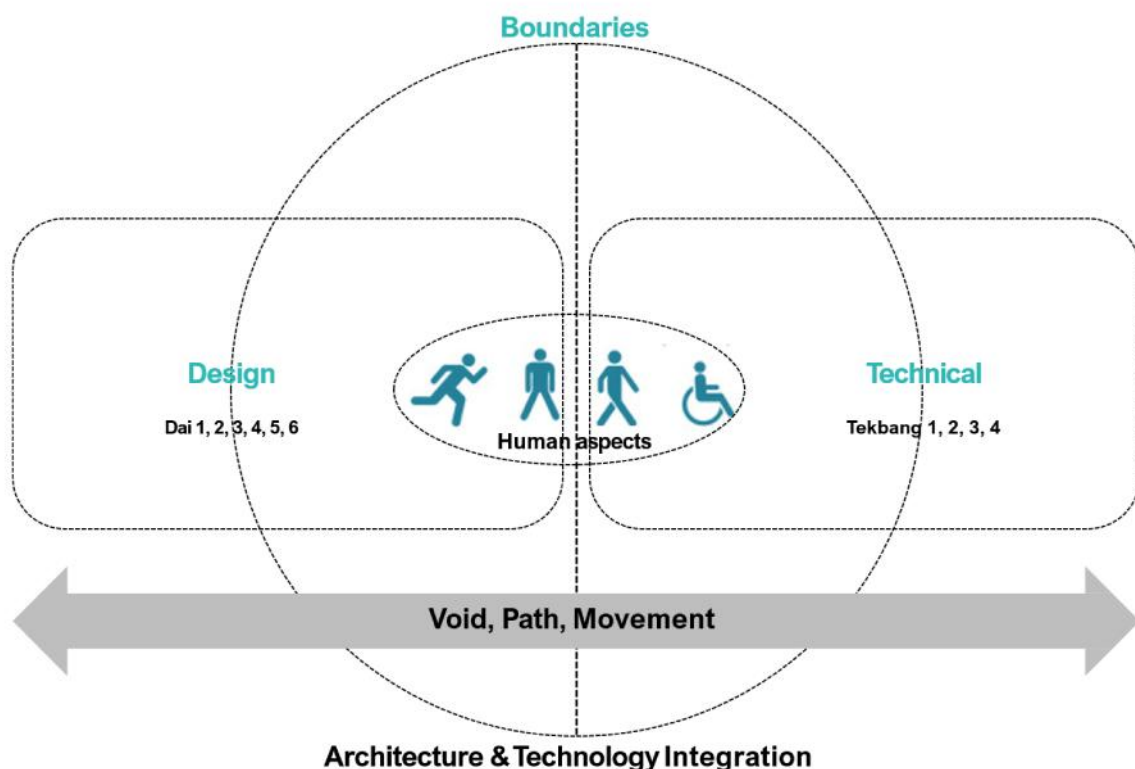 Boundaries
Design
Technical
Dai 1, 2, 3, 4, 5, 6
Tekbang 1, 2, 3, 4
Human aspects
Void, Path, Movement
Architecture & Technology Integration